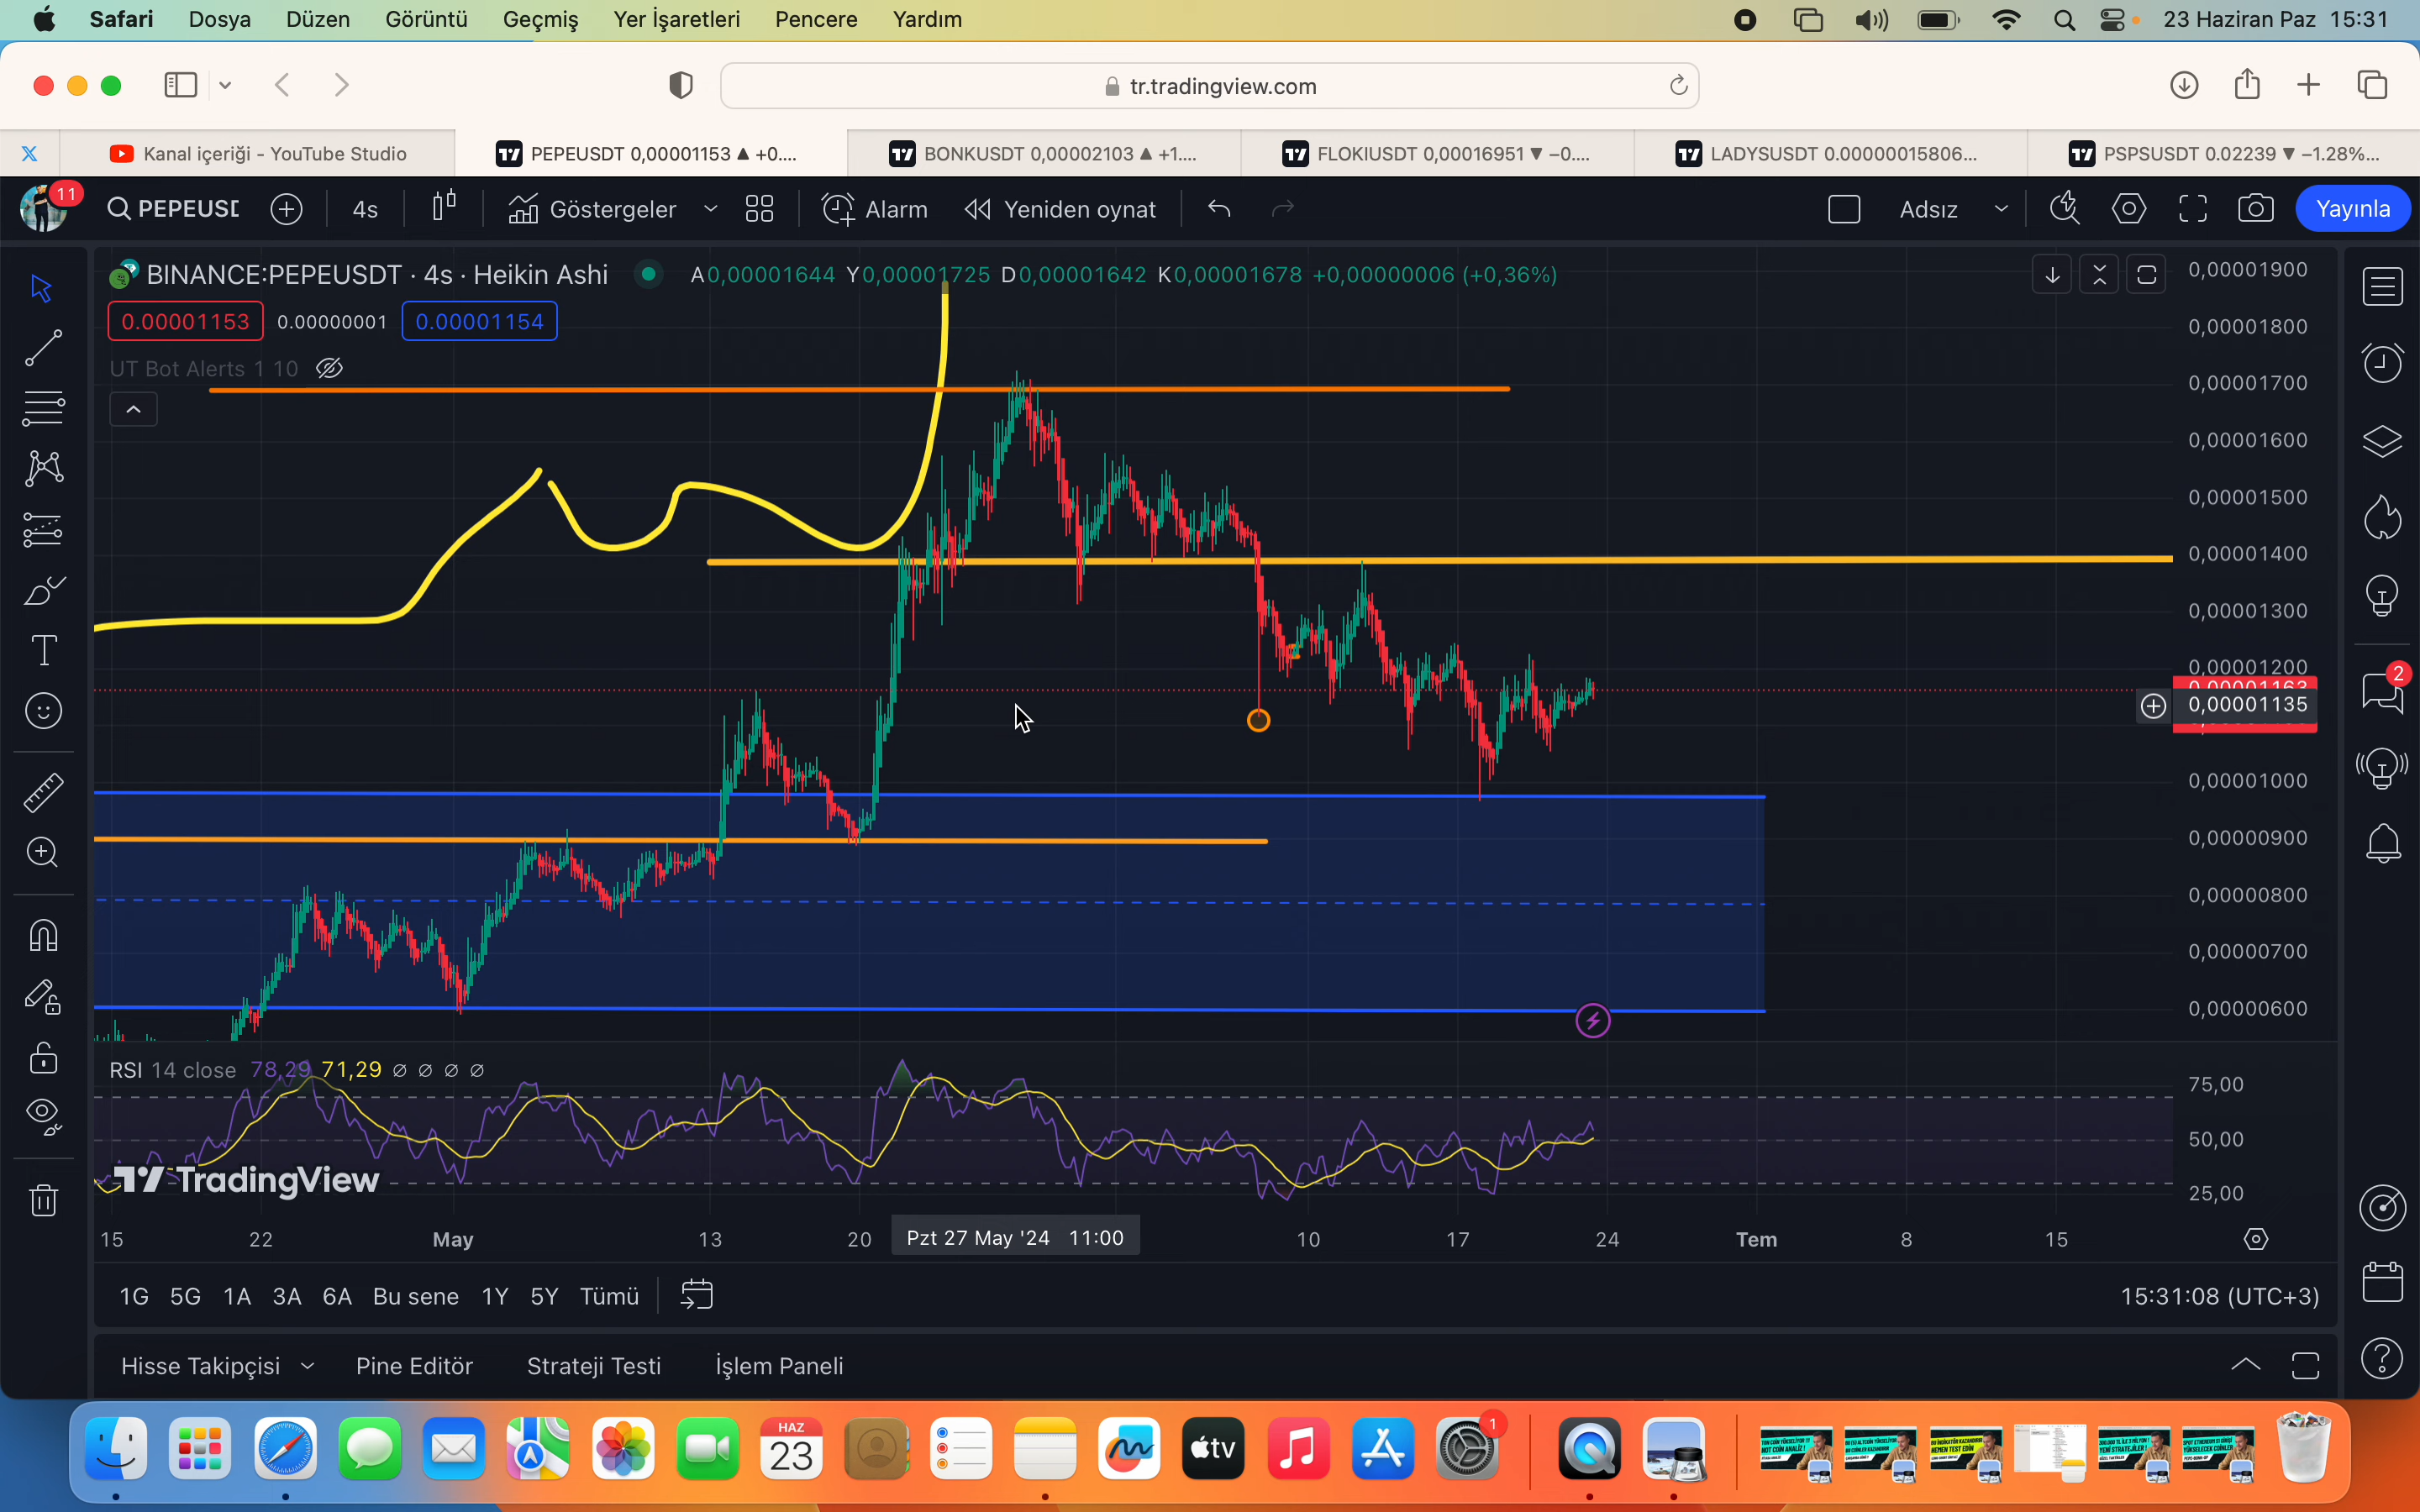 Safari Dosya Düzen Görüntü Geçmiş Yer İşaretleri Pencere Yardım 23 Haziran Paz 15:31
tr.tradingview.com
Kanal içeriği - YouTube Studio PEPEUSDT 0,00001153 ▲ +0.... BONKUSDT 0,00002103 ▲ +1.... FLOKIUSDT 0,00016951 ▼ −0.... LADYSUSDT 0.00000015806... PSPSUSDT 0.02239 ▼ −1.28%...
11 PEPEUSD 4s Göstergeler Alarm Yeniden oynat Adsız Yayınla
BINANCE:PEPEUSDT · 4s · Heikin Ashi A0,00001644 Y0,00001725 D0,00001642 K0,00001678 +0,00000006 (+0,36%)
0.00001153 0.00000001 0.00001154
UT Bot Alerts 1 10
0,00001900
0,00001800
0,00001700
0,00001600
0,00001500
0,00001400
0,00001300
0,00001200
0,00001163
0,00001135
0,00001000
0,00000900
0,00000800
0,00000700
0,00000600
2
RSI 14 close 78,29 71,29 ∅ ∅ ∅ ∅
75,00
50,00
25,00
TradingView
15 22 May 13 20 Pzt 27 May '24 11:00 10 17 24 Tem 8 15
1G 5G 1A 3A 6A Bu sene 1Y 5Y Tümü 15:31:08 (UTC+3)
Hisse Takipçisi Pine Editör Strateji Testi İşlem Paneli
HAZ
23
tv
1